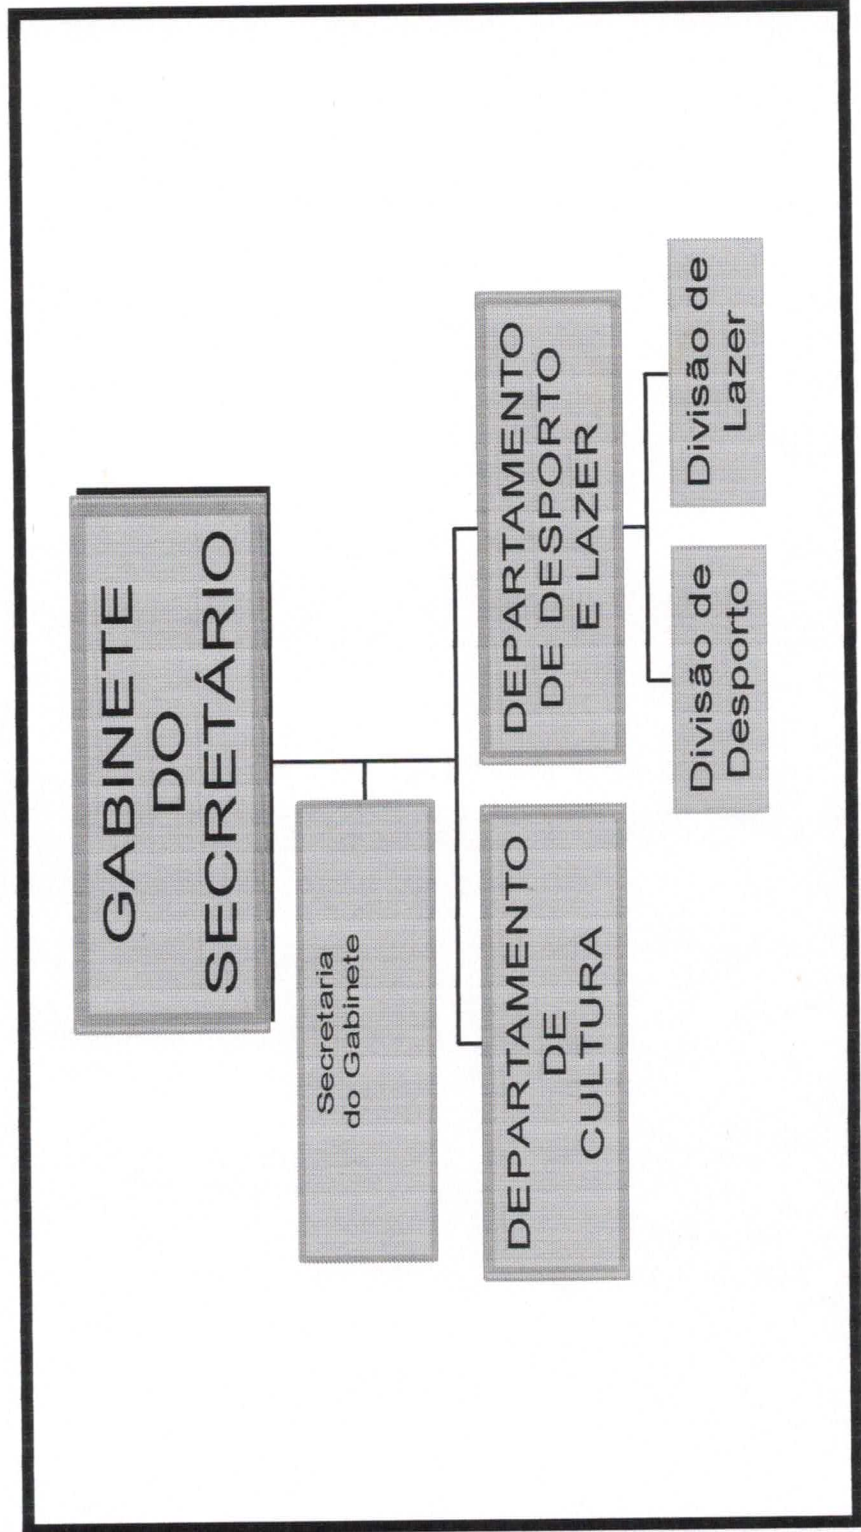 GABINETE
DO
SECRETÁRIO
Secretaria
do Gabinete
DEPARTAMENTO
DE
CULTURA
DEPARTAMENTO
DE DESPORTO
E LAZER
Divisão de
Desporto
Divisão de
Lazer